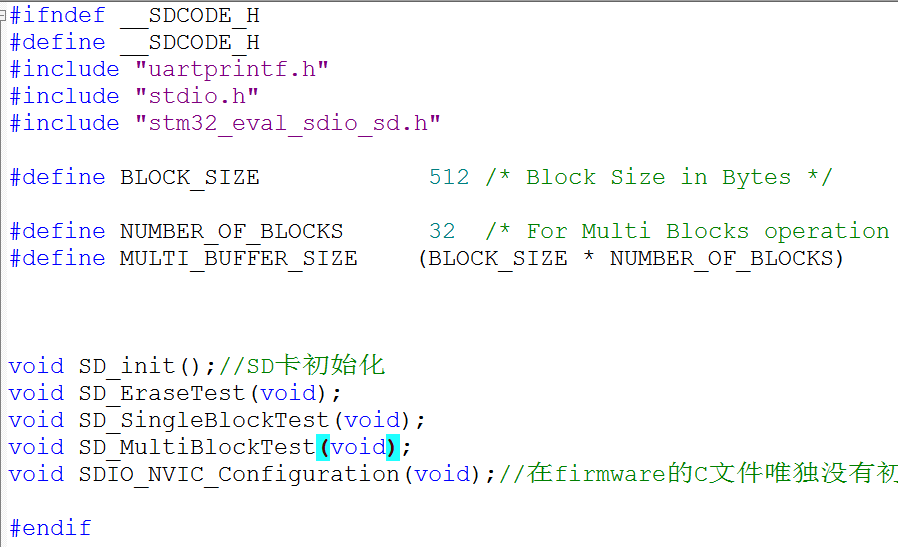 #ifndef __SDCODE_H
#define __SDCODE_H
#include "uartprintf.h"
#include "stdio.h"
#include "stm32_eval_sdio_sd.h"
#define BLOCK_SIZE 512 /* Block Size in Bytes */
#define NUMBER_OF_BLOCKS 32 /* For Multi Blocks operation
#define MULTI_BUFFER_SIZE (BLOCK_SIZE * NUMBER_OF_BLOCKS)
void SD_init();//SD卡初始化
void SD_EraseTest(void);
void SD_SingleBlockTest(void);
void SD_MultiBlockTest(void);
void SDIO_NVIC_Configuration(void);//在firmware的C文件唯独没有初
#endif